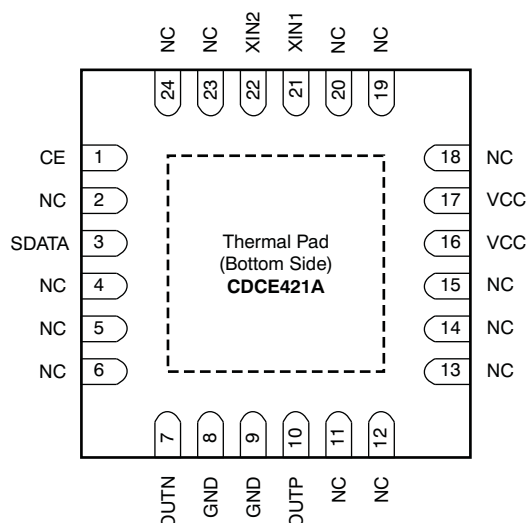 NC NC XIN2 XIN1 NC NC
24 23 22 21 20 19
CE 1
NC 2
SDATA 3
NC 4
NC 5
NC 6
Thermal Pad
(Bottom Side)
CDCE421A
18 NC
17 VCC
16 VCC
15 NC
14 NC
13 NC
7 8 9 10 11 12
OUTN GND GND OUTP NC NC